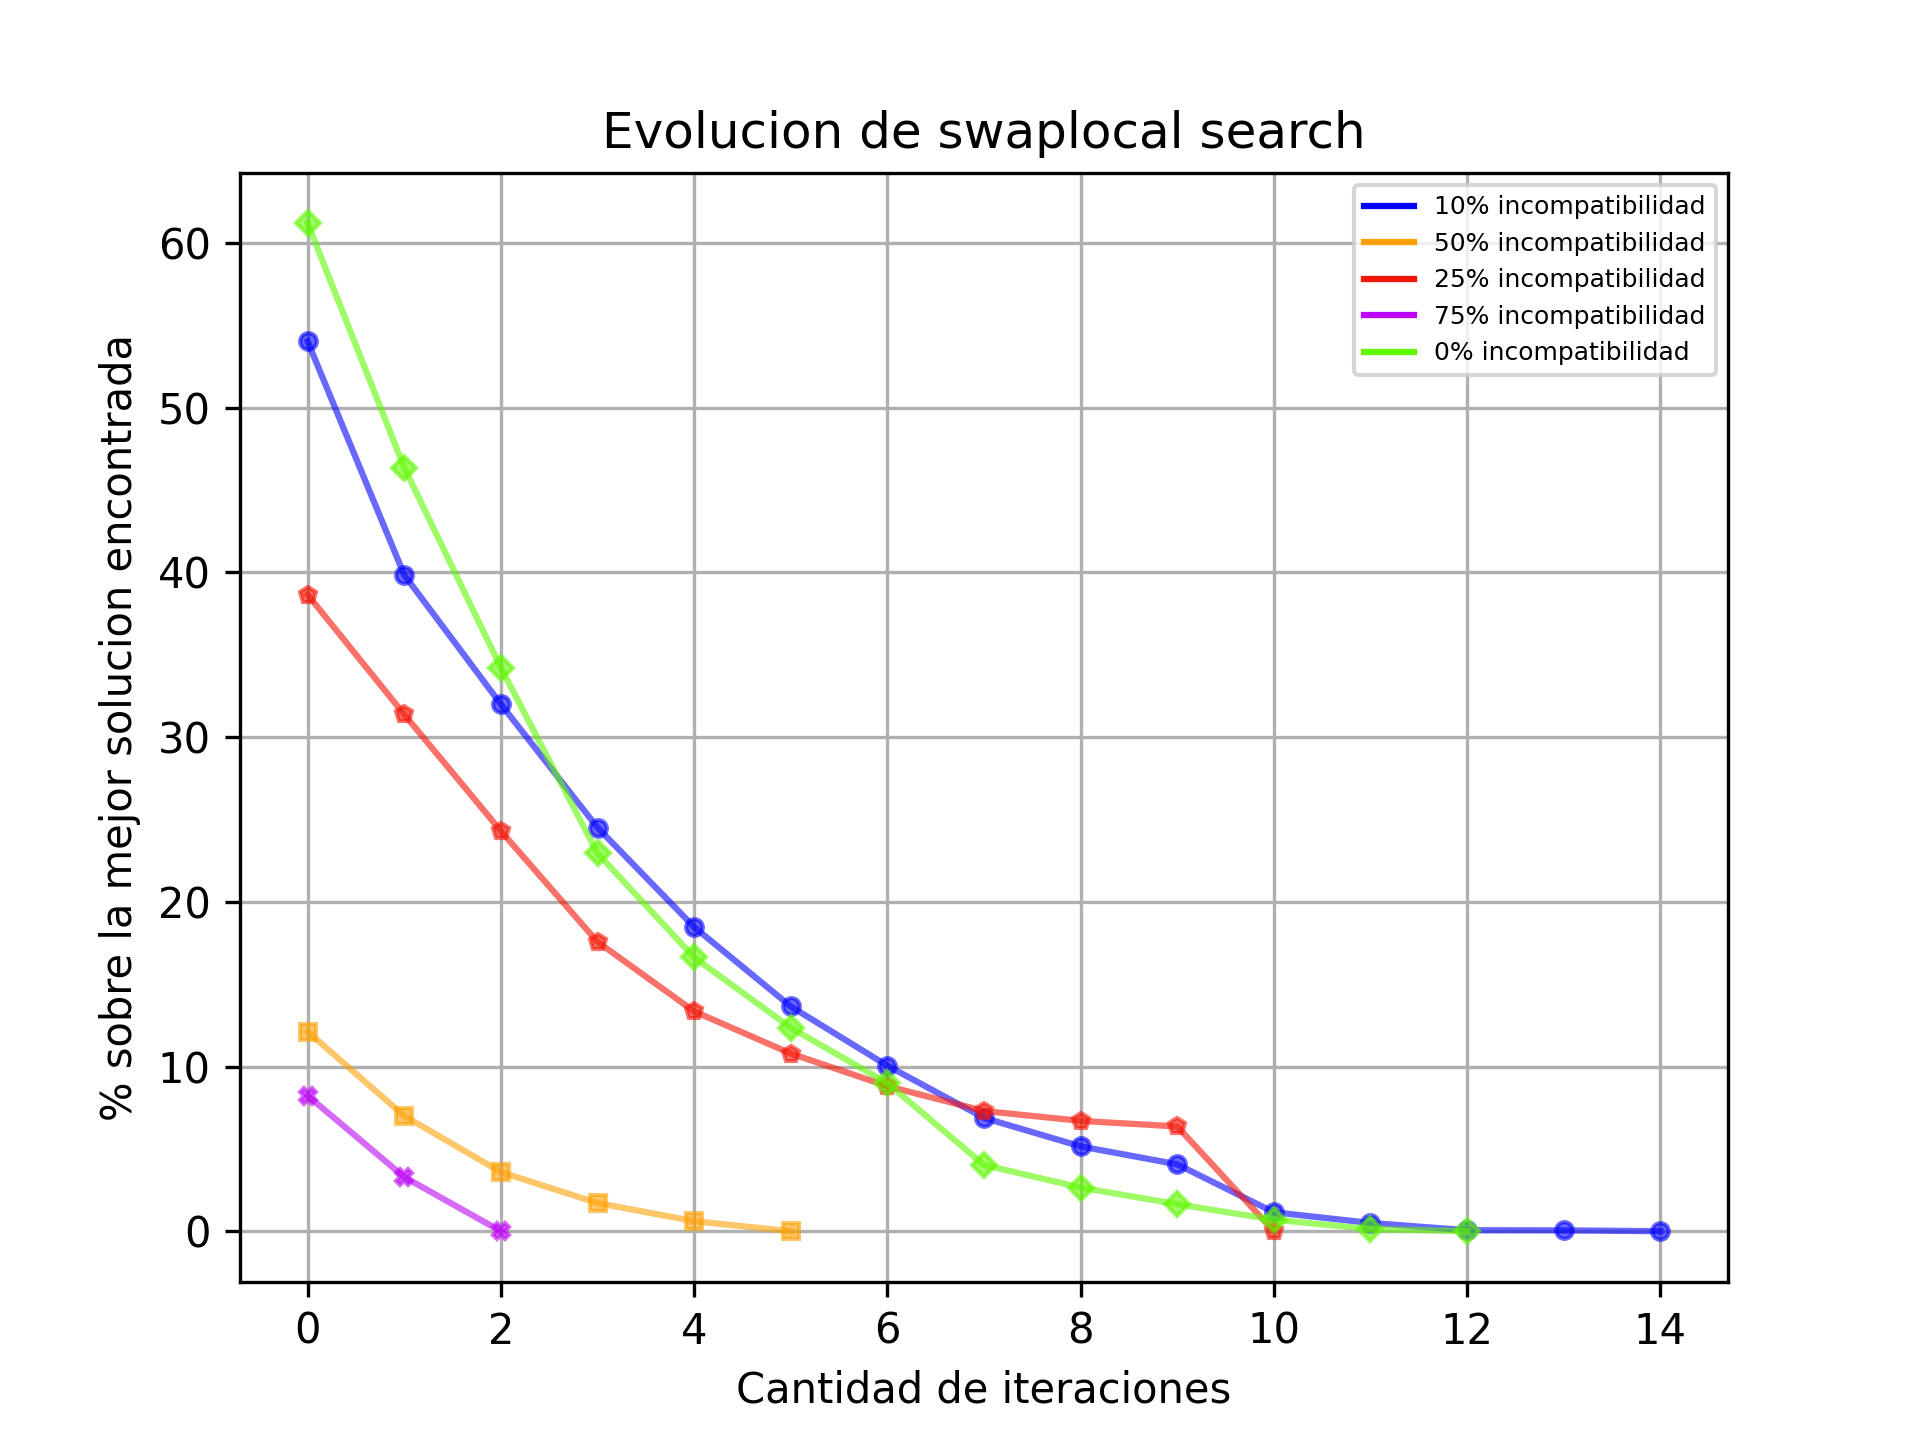 Evolucion de swaplocal search
10% incompatibilidad
50% incompatibilidad
25% incompatibilidad
75% incompatibilidad
0% incompatibilidad
% sobre la mejor solucion encontrada
60
50
40
30
20
10
0
0 2 4 6 8 10 12 14
Cantidad de iteraciones